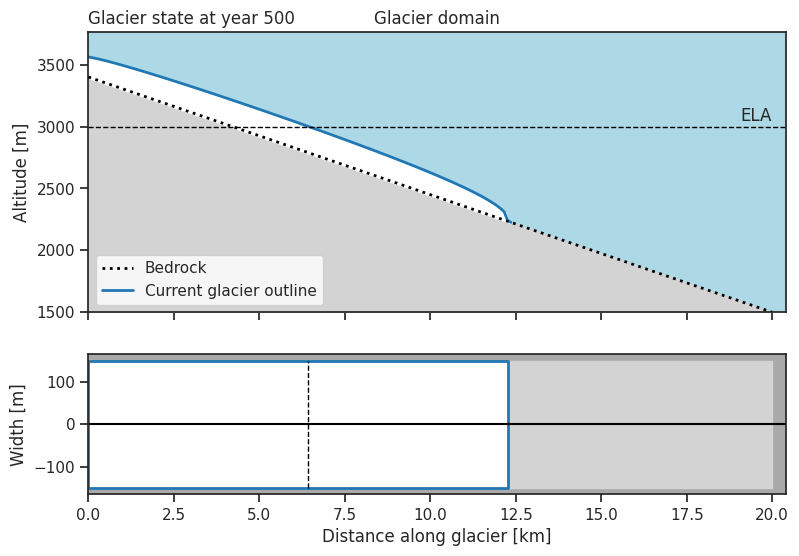 Glacier state at year 500 Glacier domain
3500
ELA
3000
Altitude [m]
2500
2000
Bedrock
Current glacier outline
1500
100
Width [m]
0
−100
0.0 2.5 5.0 7.5 10.0 12.5 15.0 17.5 20.0
Distance along glacier [km]